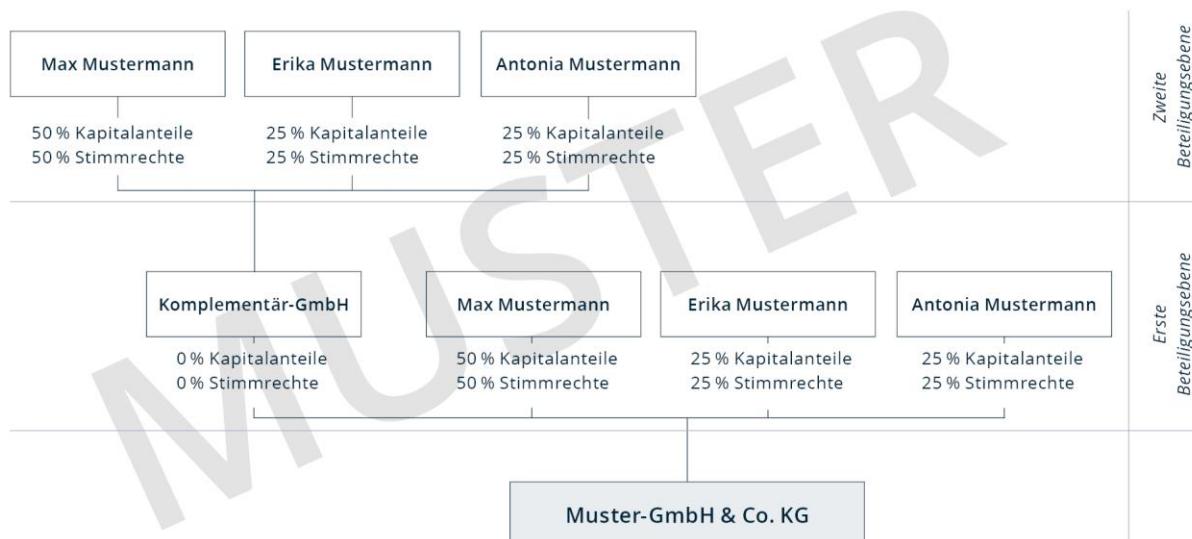 Max Mustermann
Erika Mustermann
Antonia Mustermann
50 % Kapitalanteile
50 % Stimmrechte
25 % Kapitalanteile
25 % Stimmrechte
25 % Kapitalanteile
25 % Stimmrechte
Zweite
Beteiligungsebene
Komplementär-GmbH
Max Mustermann
Erika Mustermann
Antonia Mustermann
0 % Kapitalanteile
0 % Stimmrechte
50 % Kapitalanteile
50 % Stimmrechte
25 % Kapitalanteile
25 % Stimmrechte
25 % Kapitalanteile
25 % Stimmrechte
Erste
Beteiligungsebene
Muster-GmbH & Co. KG
MUSTER